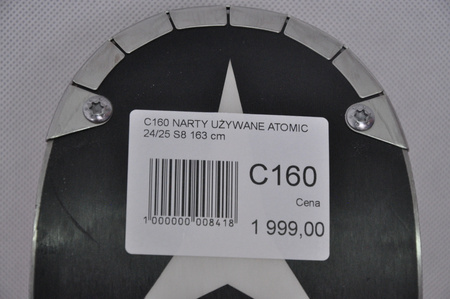 C160 NARTY UŻYWANE ATOMIC
24/25 S8 163 cm
C160
Cena
1 999,00
1 000000 008418